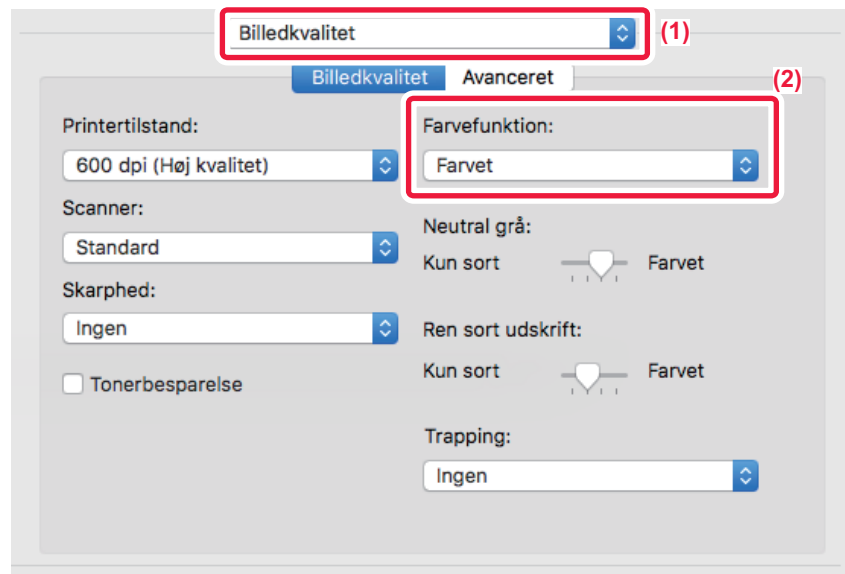 Billedkvalitet
(1)
Billedkvalitet Avanceret
(2)
Printertilstand:
600 dpi (Høj kvalitet)
Scanner:
Standard
Skarphed:
Ingen
Tonerbesparelse
Farvefunktion:
Farvet
Neutral grå:
Kun sort Farvet
Ren sort udskrift:
Kun sort Farvet
Trapping:
Ingen